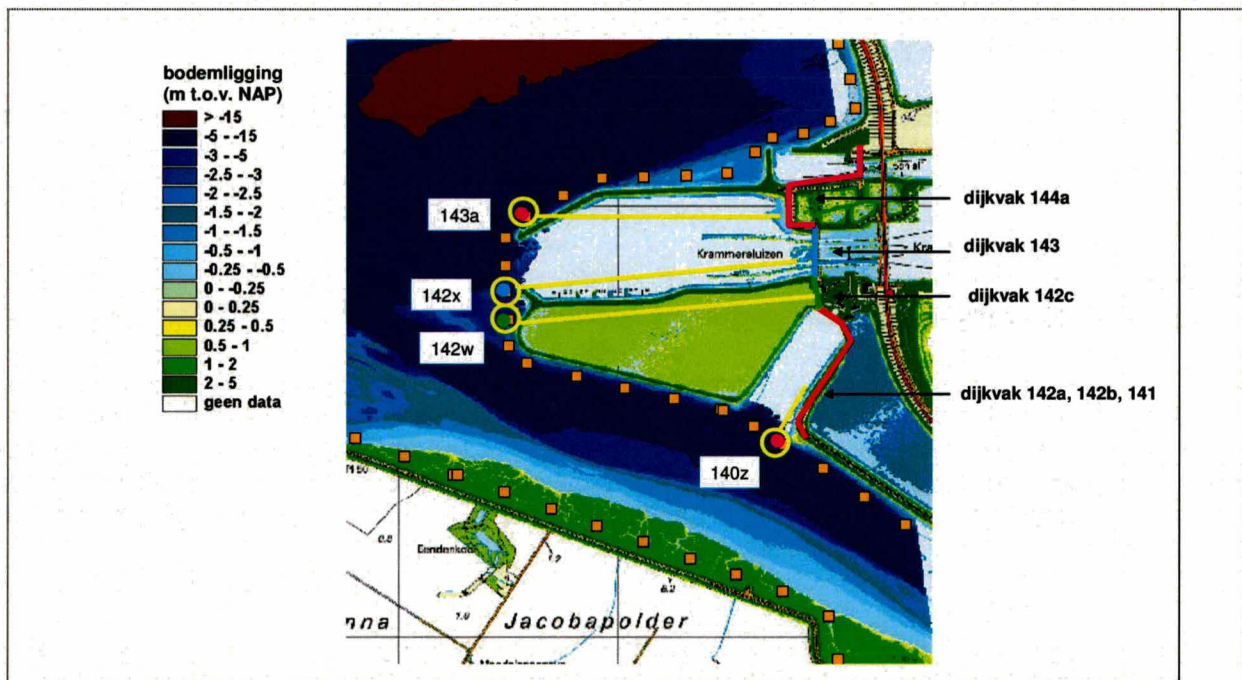 bodemligging
(m t.o.v. NAP)
> -15
-5 - -15
-3 - -5
-2.5 - -3
-2 - -2.5
-1.5 - -2
-1 - -1.5
-0.5 - -1
-0.25 - -0.5
0 - -0.25
0 - 0.25
0.25 - 0.5
0.5 - 1
1 - 2
2 - 5
geen data
143a
142x
142w
140z
Krammersluizen
Kra
dijkvak 144a
dijkvak 143
dijkvak 142c
dijkvak 142a, 142b, 141
nna
Jacobapolder